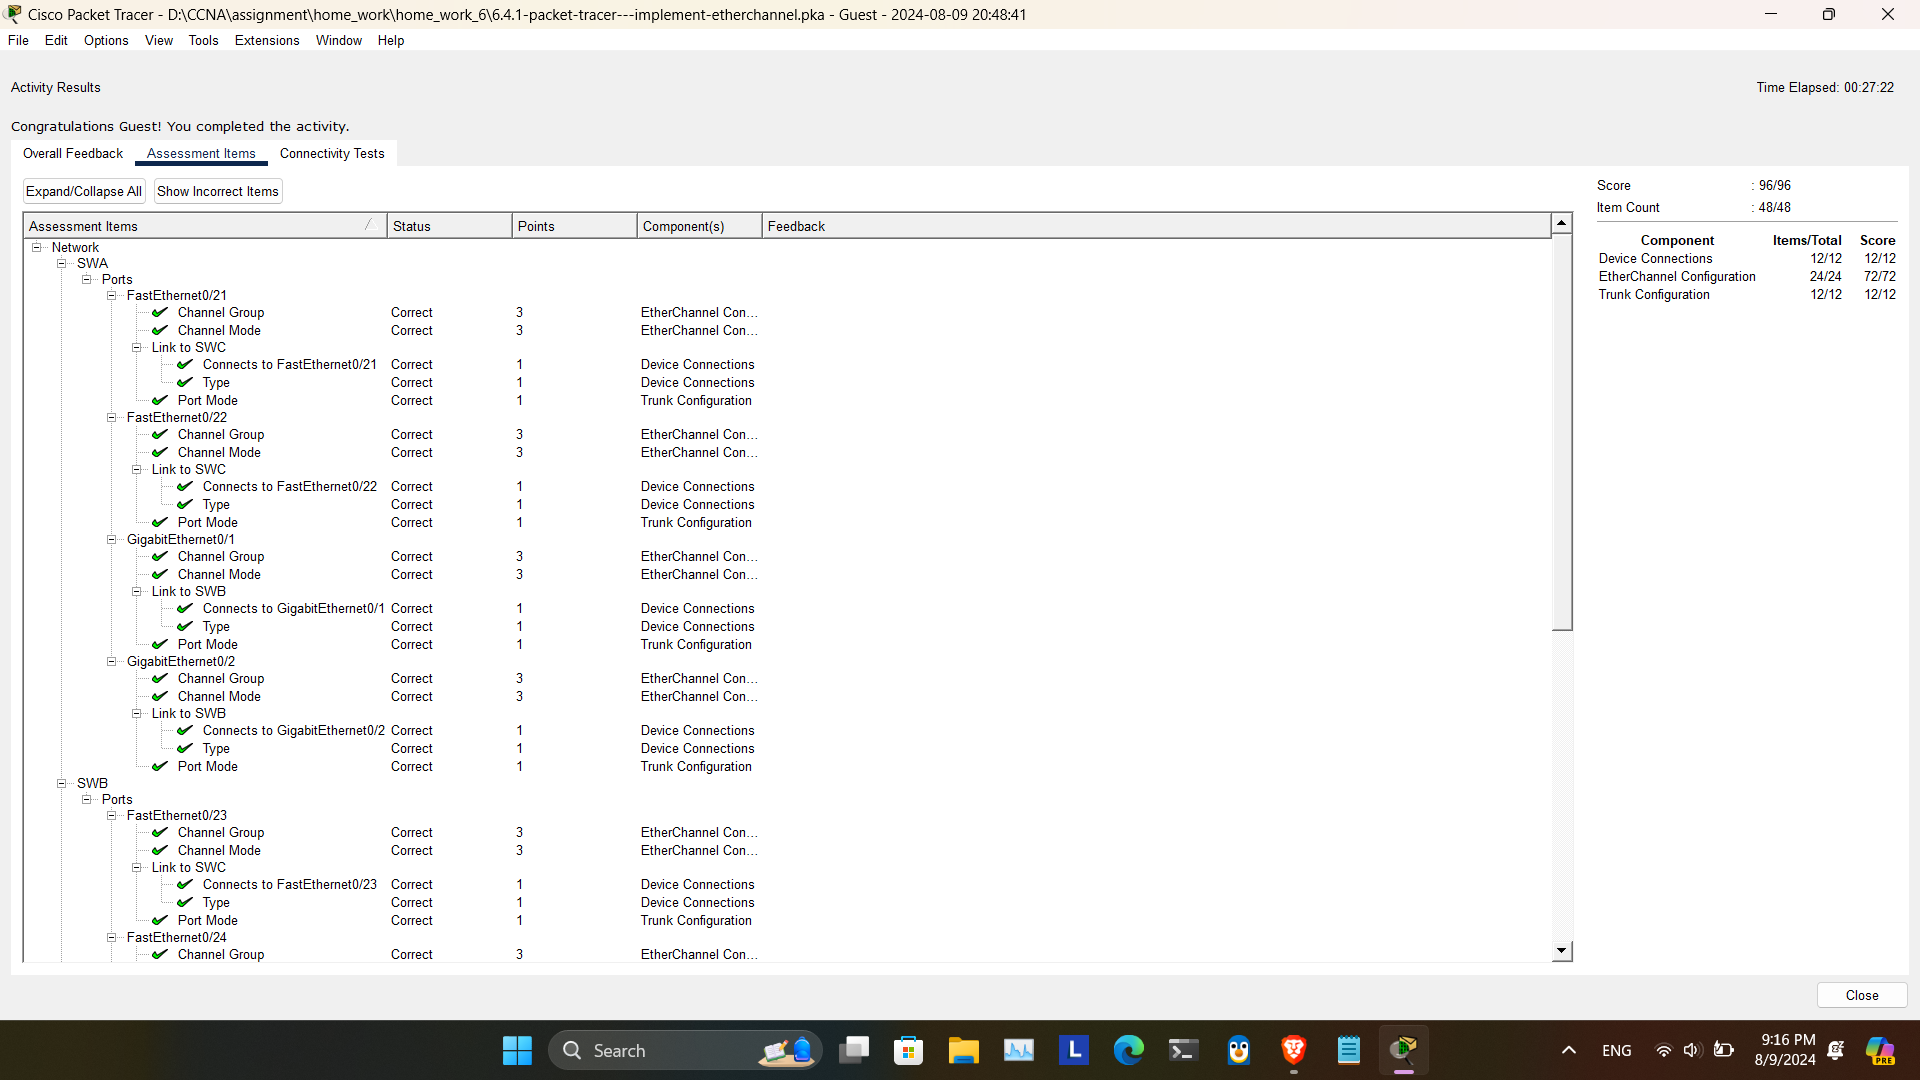 Cisco Packet Tracer - D:\CCNA\assignment\home_work\home_work_6\6.4.1-packet-tracer---implement-etherchannel.pka - Guest - 2024-08-09 20:48:41
File Edit Options View Tools Extensions Window Help
Activity Results
Time Elapsed: 00:27:22
Congratulations Guest! You completed the activity.
Overall Feedback Assessment Items Connectivity Tests
Expand/Collapse All Show Incorrect Items
Assessment Items Status Points Component(s) Feedback
Network
SWA
Ports
FastEthernet0/21
Channel Group Correct 3 EtherChannel Con...
Channel Mode Correct 3 EtherChannel Con...
Link to SWC
Connects to FastEthernet0/21 Correct 1 Device Connections
Type Correct 1 Device Connections
Port Mode Correct 1 Trunk Configuration
FastEthernet0/22
Channel Group Correct 3 EtherChannel Con...
Channel Mode Correct 3 EtherChannel Con...
Link to SWC
Connects to FastEthernet0/22 Correct 1 Device Connections
Type Correct 1 Device Connections
Port Mode Correct 1 Trunk Configuration
GigabitEthernet0/1
Channel Group Correct 3 EtherChannel Con...
Channel Mode Correct 3 EtherChannel Con...
Link to SWB
Connects to GigabitEthernet0/1 Correct 1 Device Connections
Type Correct 1 Device Connections
Port Mode Correct 1 Trunk Configuration
GigabitEthernet0/2
Channel Group Correct 3 EtherChannel Con...
Channel Mode Correct 3 EtherChannel Con...
Link to SWB
Connects to GigabitEthernet0/2 Correct 1 Device Connections
Type Correct 1 Device Connections
Port Mode Correct 1 Trunk Configuration
SWB
Ports
FastEthernet0/23
Channel Group Correct 3 EtherChannel Con...
Channel Mode Correct 3 EtherChannel Con...
Link to SWC
Connects to FastEthernet0/23 Correct 1 Device Connections
Type Correct 1 Device Connections
Port Mode Correct 1 Trunk Configuration
FastEthernet0/24
Channel Group Correct 3 EtherChannel Con...
Score : 96/96
Item Count : 48/48
Component Items/Total Score
Device Connections 12/12 12/12
EtherChannel Configuration 24/24 72/72
Trunk Configuration 12/12 12/12
Close
Search
L
ENG
9:16 PM
8/9/2024
PRE